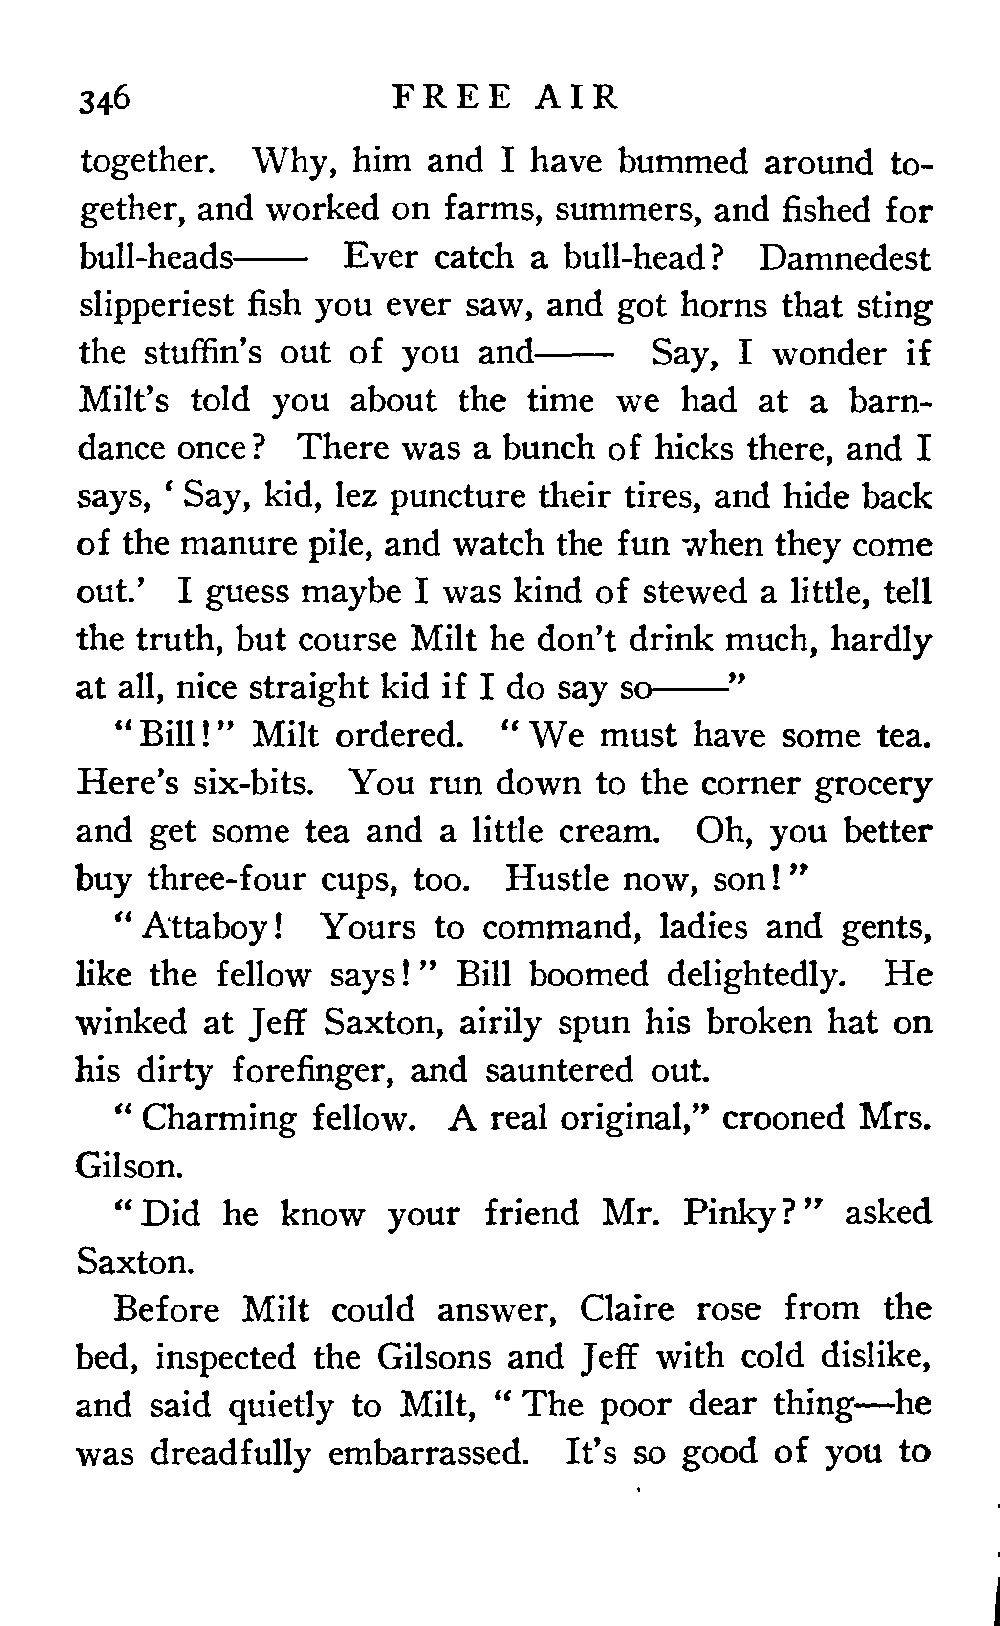 346 FREE AIR
together. Why, him and I have bummed around to-
gether, and worked on farms, summers, and fished for
bull-heads—— Ever catch a bull-head? Damnedest
slipperiest fish you ever saw, and got horns that sting
the stuffin's out of you and—— Say, I wonder if
Milt's told you about the time we had at a barn-
dance once? There was a bunch of hicks there, and I
says, ‘Say, kid, lez puncture their tires, and hide back
of the manure pile, and watch the fun when they come
out.’ I guess maybe I was kind of stewed a little, tell
the truth, but course Milt he don't drink much, hardly
at all, nice straight kid if I do say so——”
“Bill!” Milt ordered. “We must have some tea.
Here's six-bits. You run down to the corner grocery
and get some tea and a little cream. Oh, you better
buy three-four cups, too. Hustle now, son!”
“Attaboy! Yours to command, ladies and gents,
like the fellow says!” Bill boomed delightedly. He
winked at Jeff Saxton, airily spun his broken hat on
his dirty forefinger, and sauntered out.
“Charming fellow. A real original,” crooned Mrs.
Gilson.
“Did he know your friend Mr. Pinky?” asked
Saxton.
Before Milt could answer, Claire rose from the
bed, inspected the Gilsons and Jeff with cold dislike,
and said quietly to Milt, “The poor dear thing—he
was dreadfully embarrassed. It's so good of you to